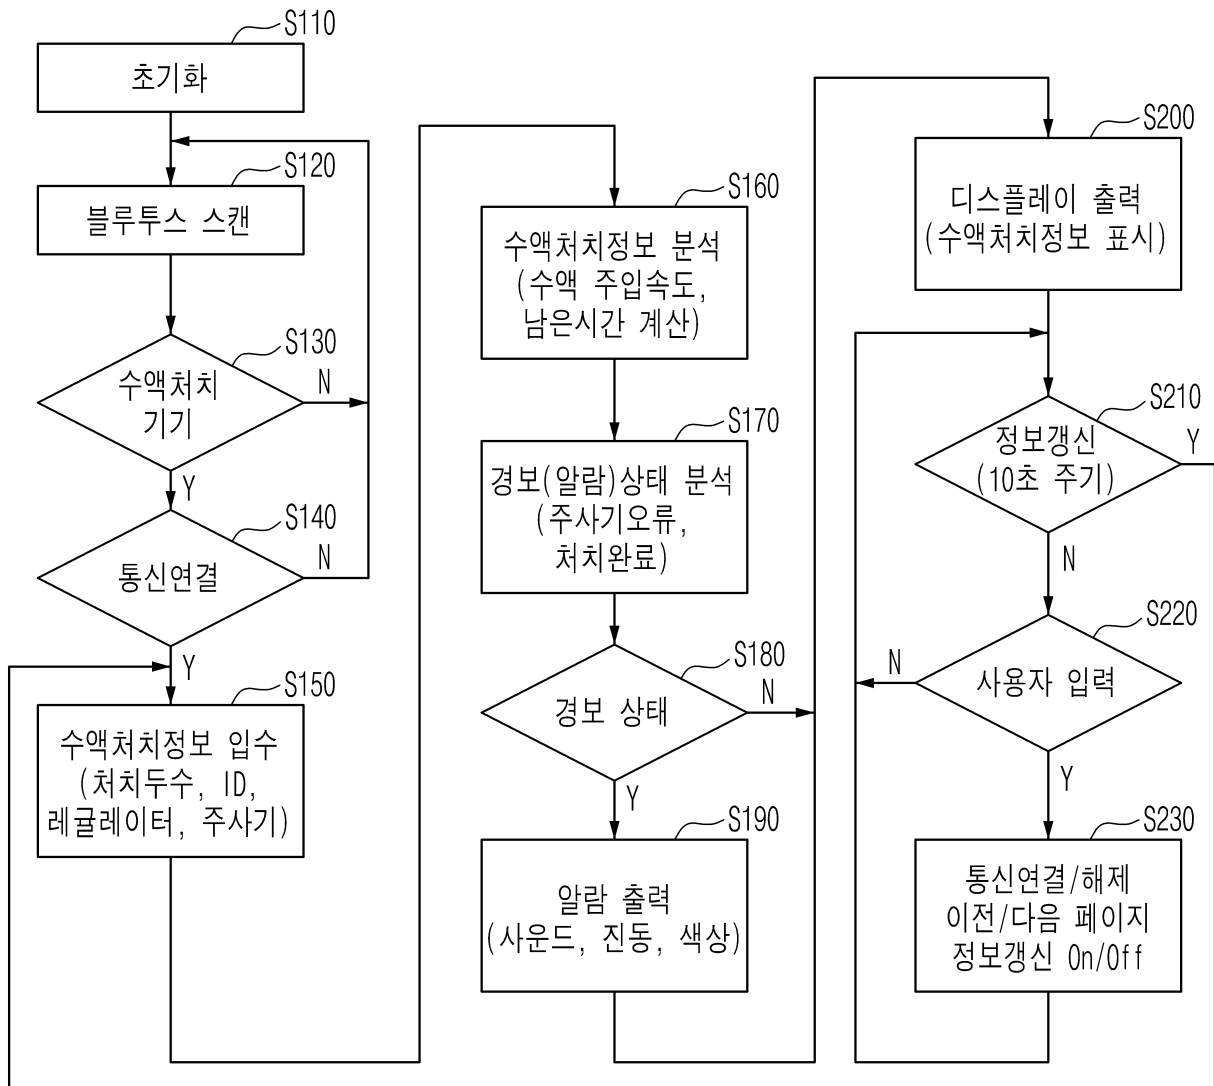 S110
초기화
S120
블루투스 스캔
S130
수액처치
기기
N
Y
S140
통신연결
N
Y
S150
수액처치정보 입수
(처치두수, ID,
레귤레이터, 주사기)
S160
수액처치정보 분석
(수액 주입속도,
남은시간 계산)
S170
경보(알람)상태 분석
(주사기오류,
처치완료)
S180
경보 상태
N
Y
S190
알람 출력
(사운드, 진동, 색상)
S200
디스플레이 출력
(수액처치정보 표시)
S210
정보갱신
(10초 주기)
Y
N
S220
사용자 입력
N
Y
S230
통신연결/해제
이전/다음 페이지
정보갱신 On/Off